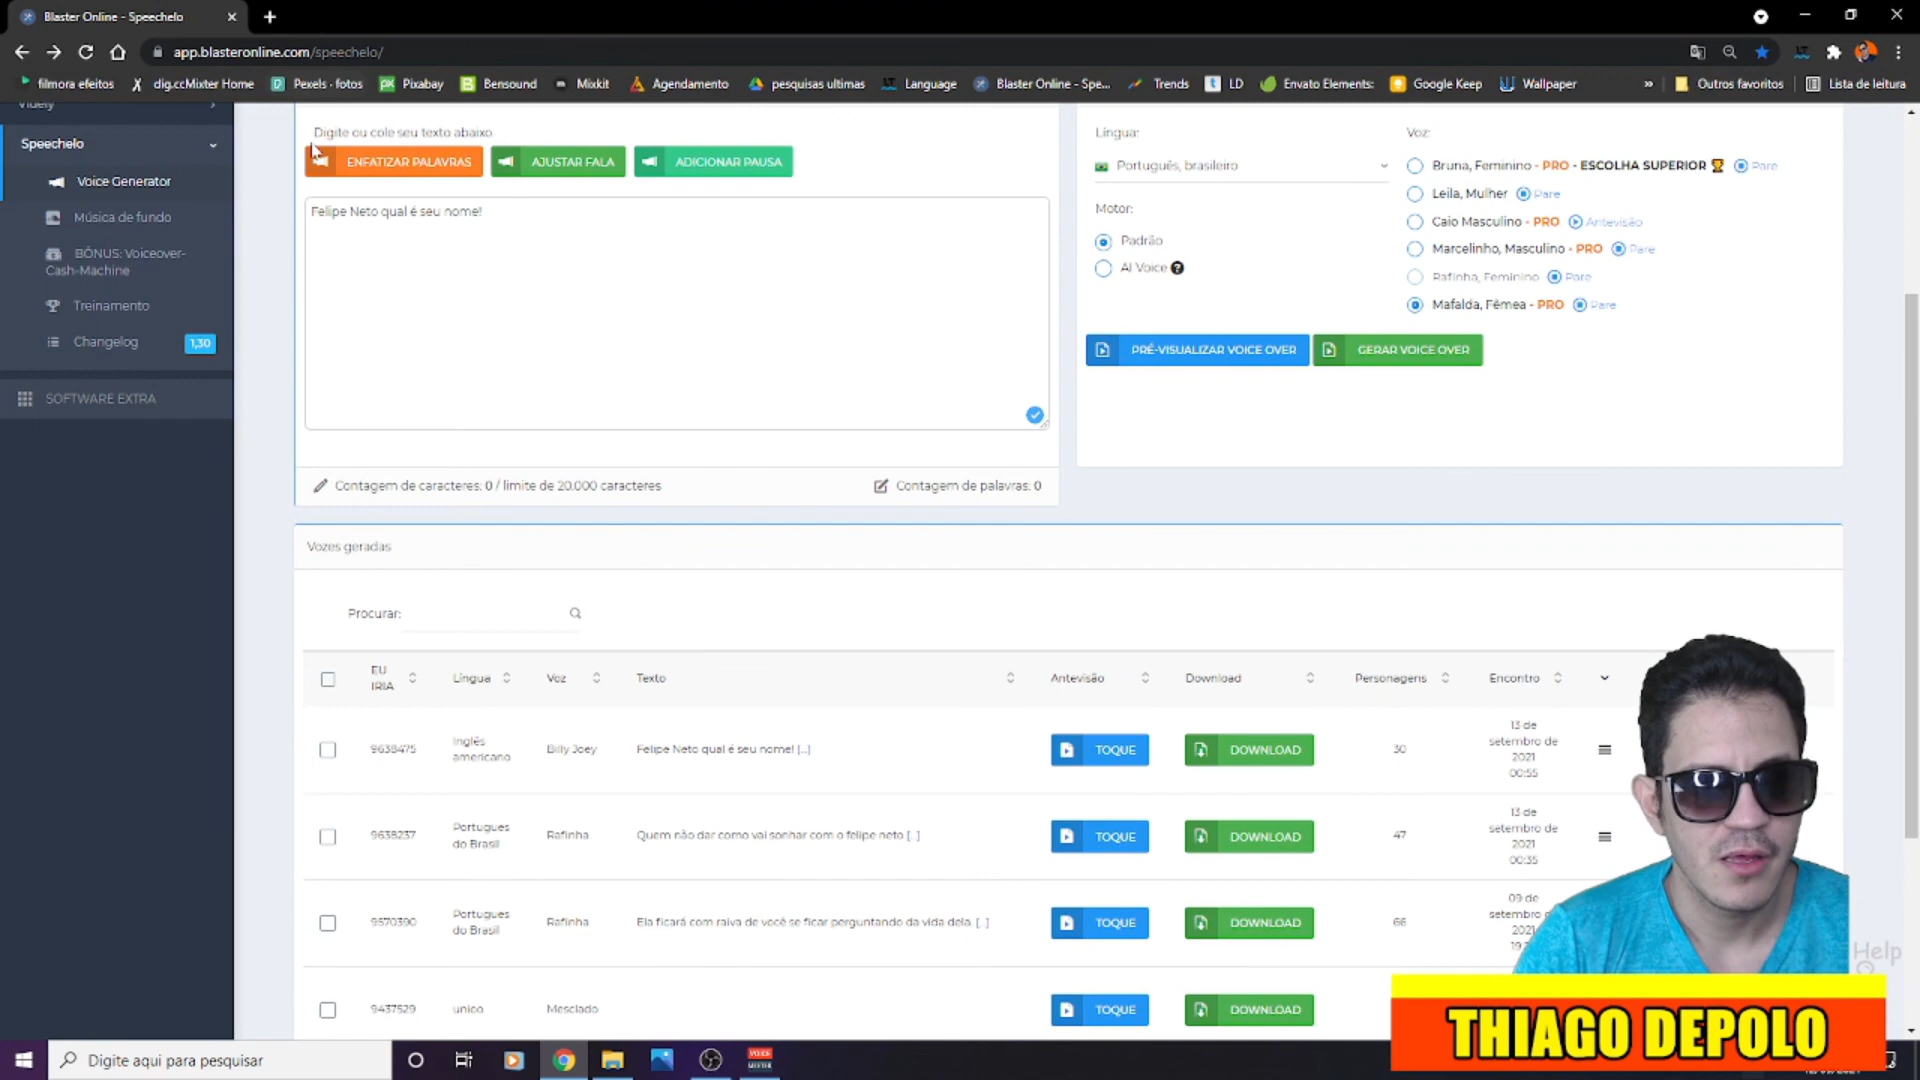 Blaster Online - Speechelo
app.blasteronline.com/speechelo/
filmora efeitos
dig.ccMixter Home
Pexels - fotos
Pixabay
Bensound
Mixkit
Agendamento
pesquisas ultimas
Language
Blaster Online - Spe...
Trends
LD
Envato Elements:
Google Keep
Wallpaper
»
Outros favoritos
Lista de leitura
Speechelo
Voice Generator
Música de fundo
BÔNUS: Voiceover-
Cash-Machine
Treinamento
Changelog
1,30
SOFTWARE EXTRA
Digite ou cole seu texto abaixo
ENFATIZAR PALAVRAS
AJUSTAR FALA
ADICIONAR PAUSA
Felipe Neto qual é seu nome!
Contagem de caracteres: 0 / limite de 20.000 caracteres
Contagem de palavras: 0
Língua:
Português, brasileiro
Motor:
Padrão
AI Voice
Voz:
Bruna, Feminino - PRO - ESCOLHA SUPERIOR
Pare
Leila, Mulher
Pare
Caio Masculino - PRO
Antevisão
Marcelinho, Masculino - PRO
Pare
Rafinha, Feminino
Pare
Mafalda, Fêmea - PRO
Pare
PRÉ-VISUALIZAR VOICE OVER
GERAR VOICE OVER
Vozes geradas
Procurar:
EU
IRIA
Língua
Voz
Texto
Antevisão
Download
Personagens
Encontro
9638475
Inglês
americano
Billy Joey
Felipe Neto qual é seu nome! [...]
TOQUE
DOWNLOAD
30
13 de
setembro de
2021
00:55
9638237
Portugues
do Brasil
Rafinha
Quem não dar como vai sonhar com o felipe neto [...]
TOQUE
DOWNLOAD
47
13 de
setembro de
2021
00:35
9570390
Portugues
do Brasil
Rafinha
Ela ficará com raiva de você se ficar perguntando da vida dela. [...]
TOQUE
DOWNLOAD
66
09 de
setembro
2021
9437529
unico
Mesclado
TOQUE
DOWNLOAD
Help
THIAGO DEPOLO
Digite aqui para pesquisar
VOICE
MEETER